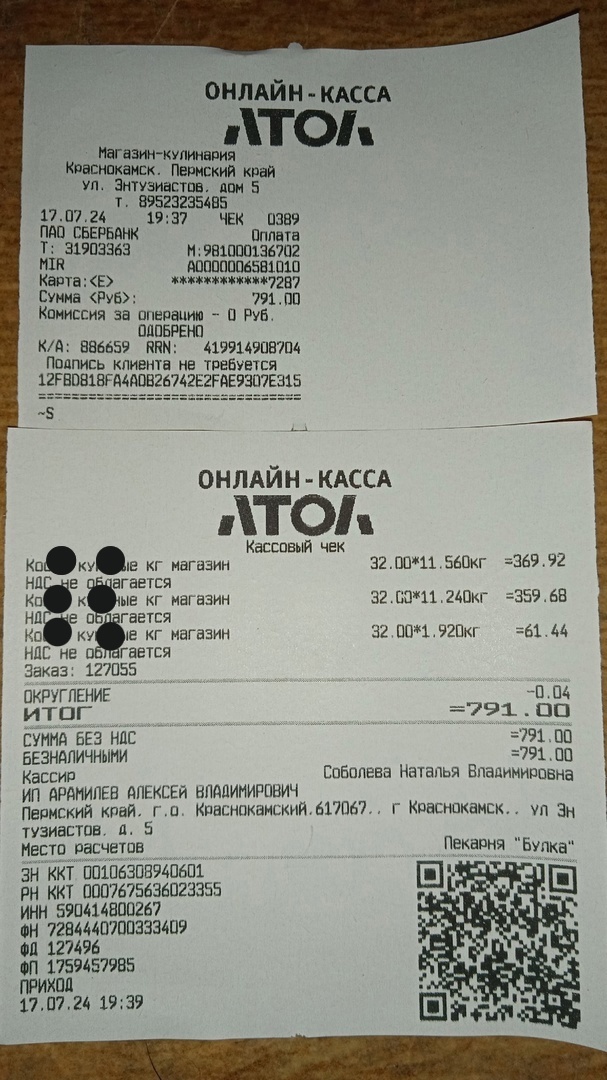 ОНЛАЙН-КАССА
АТОЛ
Магазин-кулинария
Краснокамск. Пермский край
ул. Энтузиастов. дом 5
т. 89523235485
17.07.24 19:37 ЧЕК 0389
ПАО СБЕРБАНК Оплата
Т: 31903363 М:981000136702
MIR A0000006581010
Карта:<E> ************7287
Сумма <Руб>: 791.00
Комиссия за операцию - 0 Руб.
ОДОБРЕНО
К/А: 886659 RRN: 419914908704
Подпись клиента не требуется
12FBD818FA4ADB26742E2FAE9307E315
================================
~S
ОНЛАЙН-КАССА
АТОЛ
Кассовый чек
кг магазин 32.00*11.560кг =369.92
НДС не облагается
кг магазин 32.00*11.240кг =359.68
НДС не облагается
кг магазин 32.00*1.920кг =61.44
НДС не облагается
Заказ: 127055
ОКРУГЛЕНИЕ -0.04
ИТОГ =791.00
СУММА БЕЗ НДС =791.00
БЕЗНАЛИЧНЫМИ =791.00
Кассир Соболева Наталья Владимировна
ИП АРАМИЛЕВ АЛЕКСЕЙ ВЛАДИМИРОВИЧ
Пермский край, г.о. Краснокамский,617067,, г Краснокамск,, ул Эн
тузиастов, д. 5
Место расчетов Пекарня "Булка"
ЗН ККТ 00106308940601
РН ККТ 0007675636023355
ИНН 590414800267
ФН 7284440700333409
ФД 127496
ФП 1759457985
ПРИХОД
17.07.24 19:39